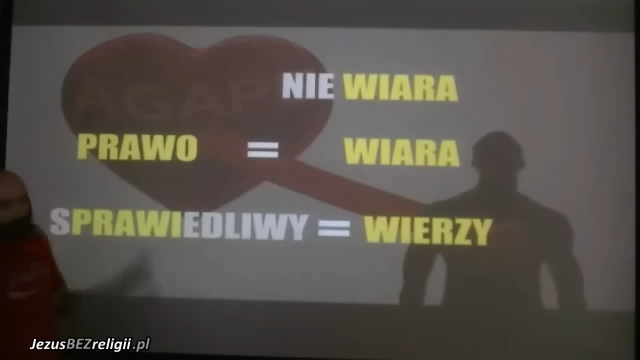 AGAP
NIE WIARA
PRAWO = WIARA
SPRAWIEDLIWY = WIERZY
JezusBEZreligii.pl